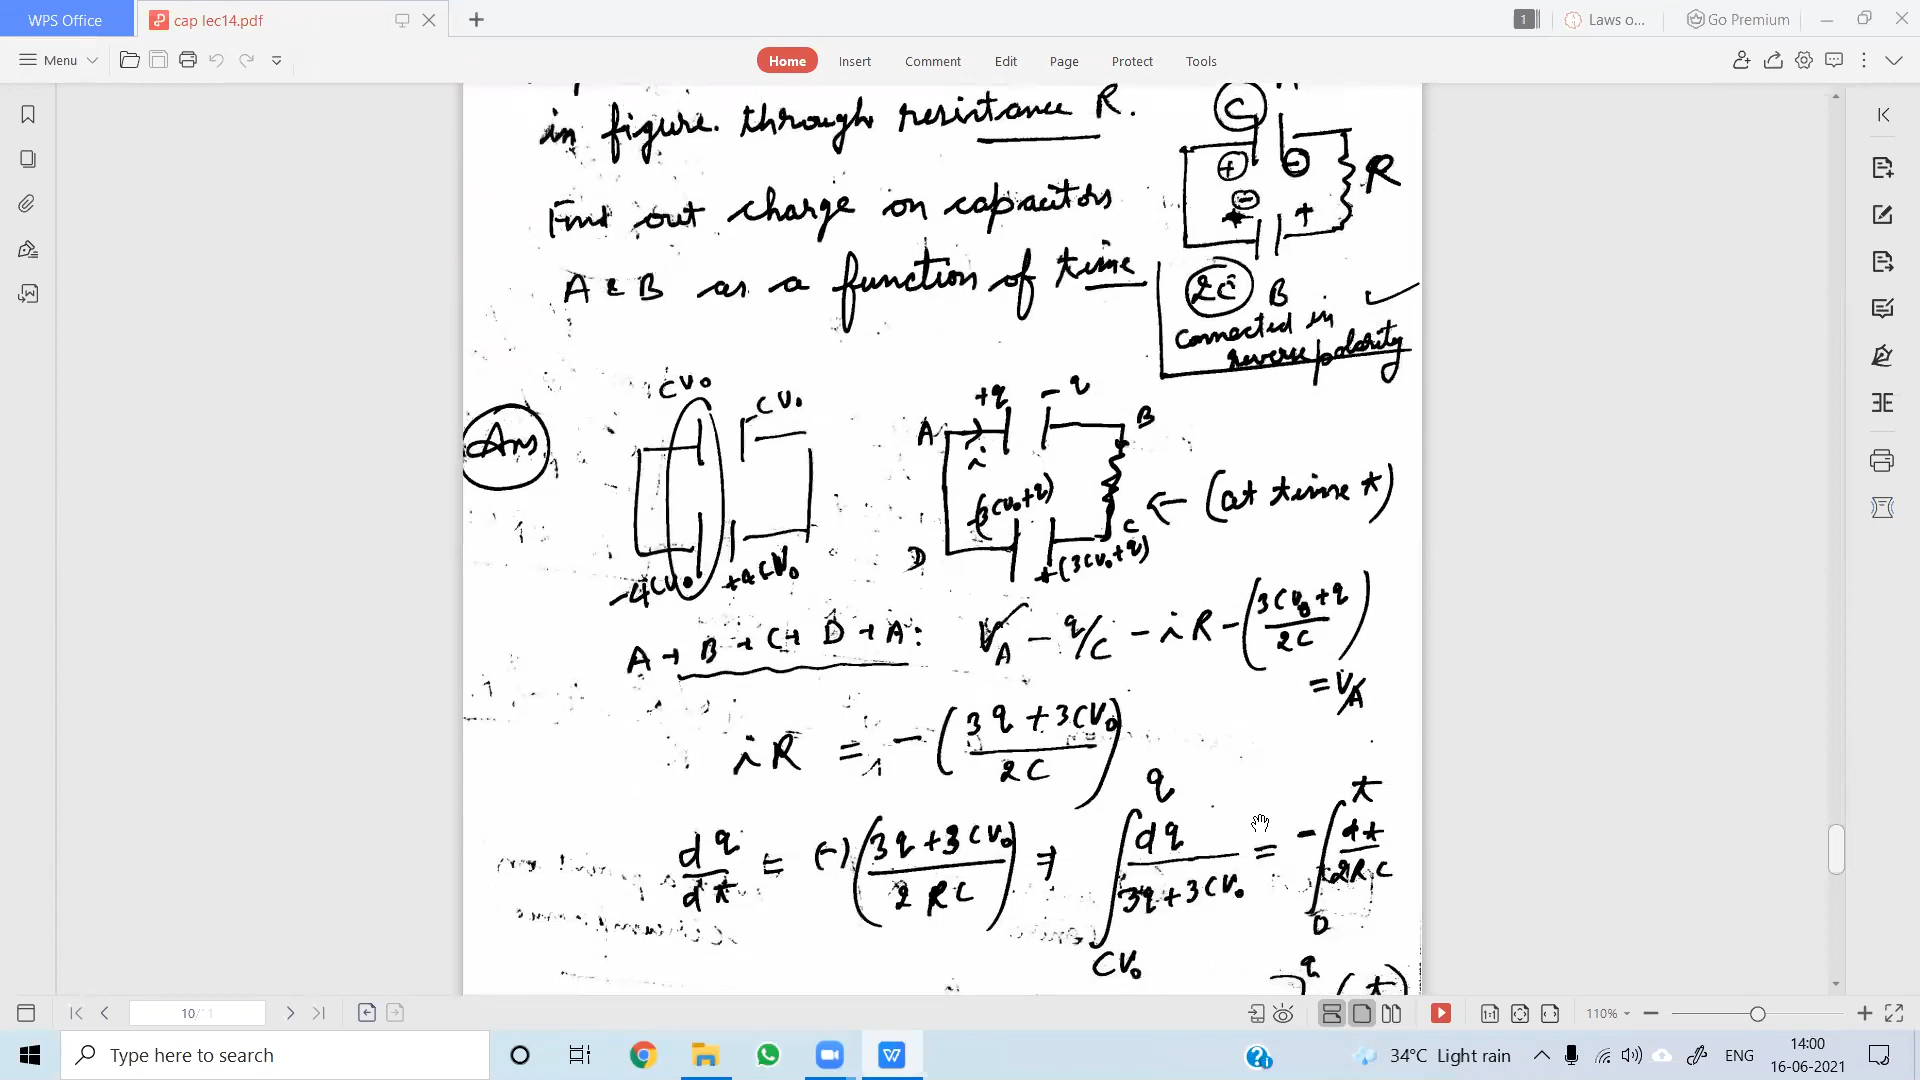 WPS Office
cap lec14.pdf
1
Laws o...
Go Premium
Menu
Home
Insert
Comment
Edit
Page
Protect
Tools
in figure. through resistance R.
Find out charge on capacitors
A & B as a function of time
C
+ - R
- +
2C B
Connected in
reverse polarity
Ans
CV₀ CV₀
-4CV₀ +4CV₀
+q -q
A i B
-(3CV₀+q)
D C
+(3CV₀+q)
← (at time t)
A → B → C → D → A: V_A - q/C - iR - (3CV₀+q / 2C)
= V_A
iR = - (3q + 3CV₀ / 2C)
dq/dt = (-) (3q + 3CV₀ / 2RC) ⇒ ∫_{CV₀}^{q} dq / 3q + 3CV₀ = - ∫_{0}^{t} dt / 2RC
10/11
110%
Type here to search
34°C Light rain
ENG
14:00
16-06-2021